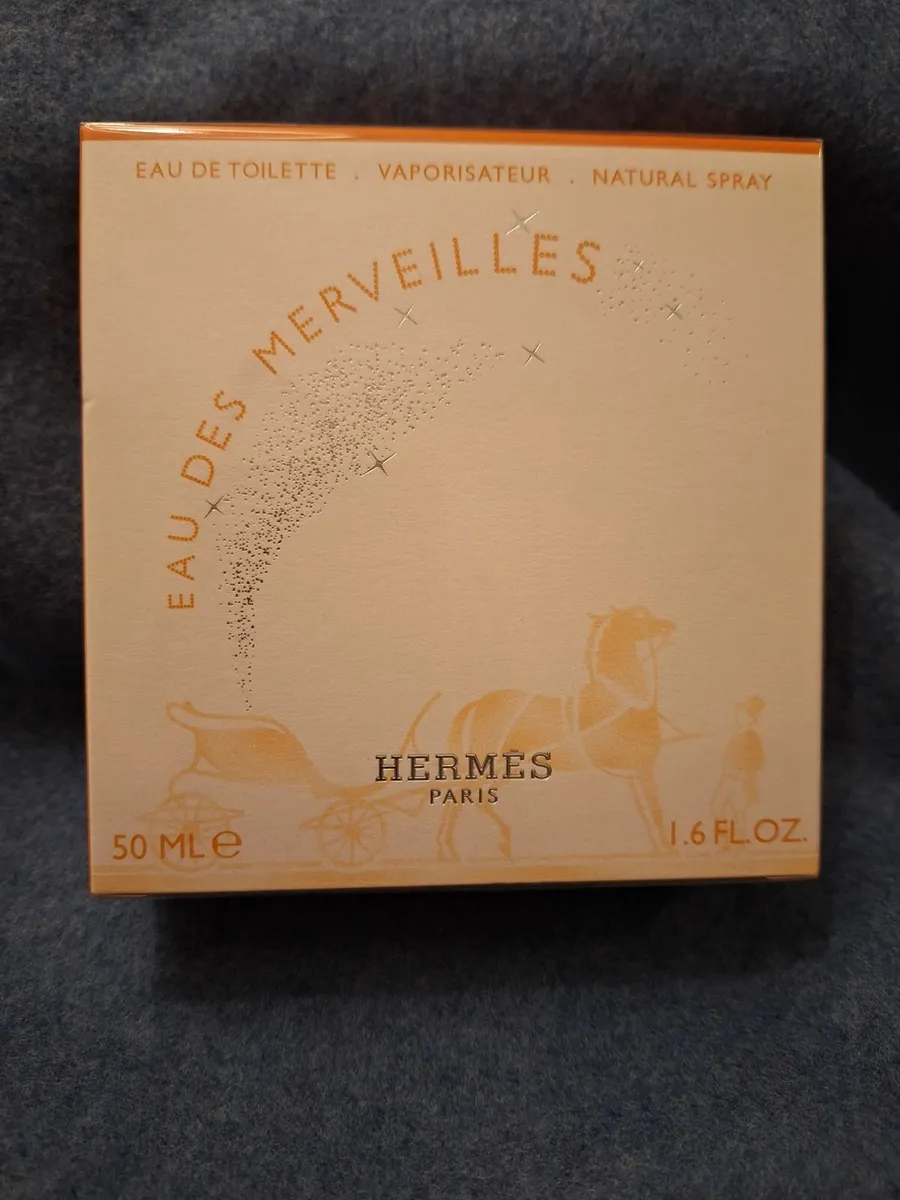 EAU DE TOILETTE . VAPORISATEUR . NATURAL SPRAY
EAU DES MERVEILLES
HERMÈS
PARIS
50 ML e
1.6 FL.OZ.